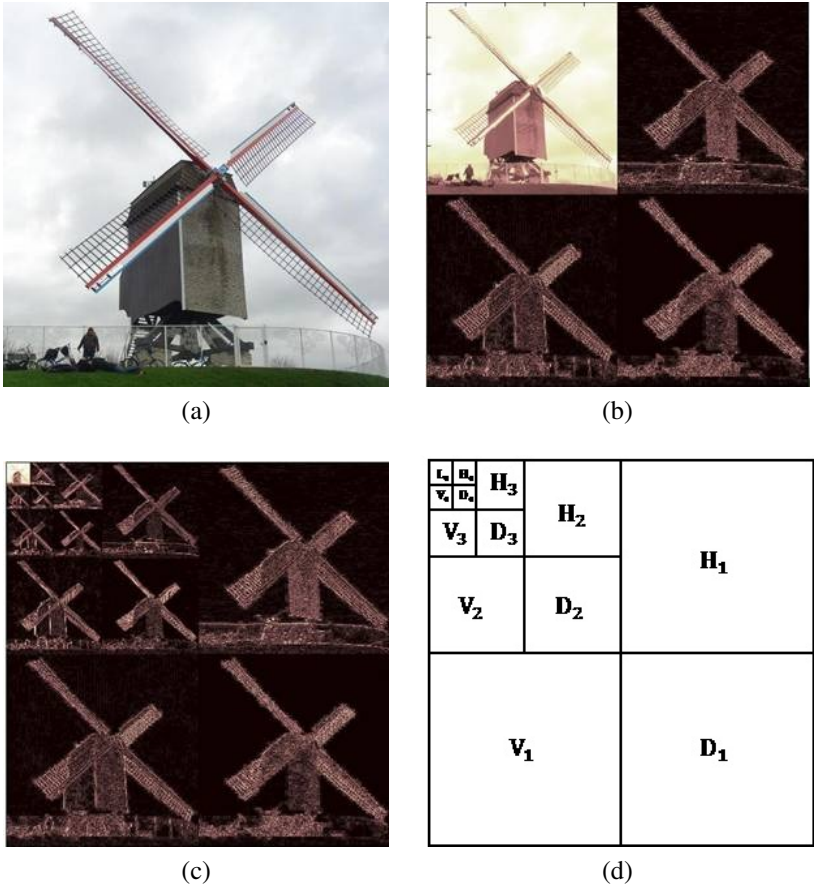 (a)
(b)
L₄ H₄ H₃ H₂ H₁
V₄ D₄
V₃ D₃
V₂ D₂
V₁ D₁
(c)
(d)